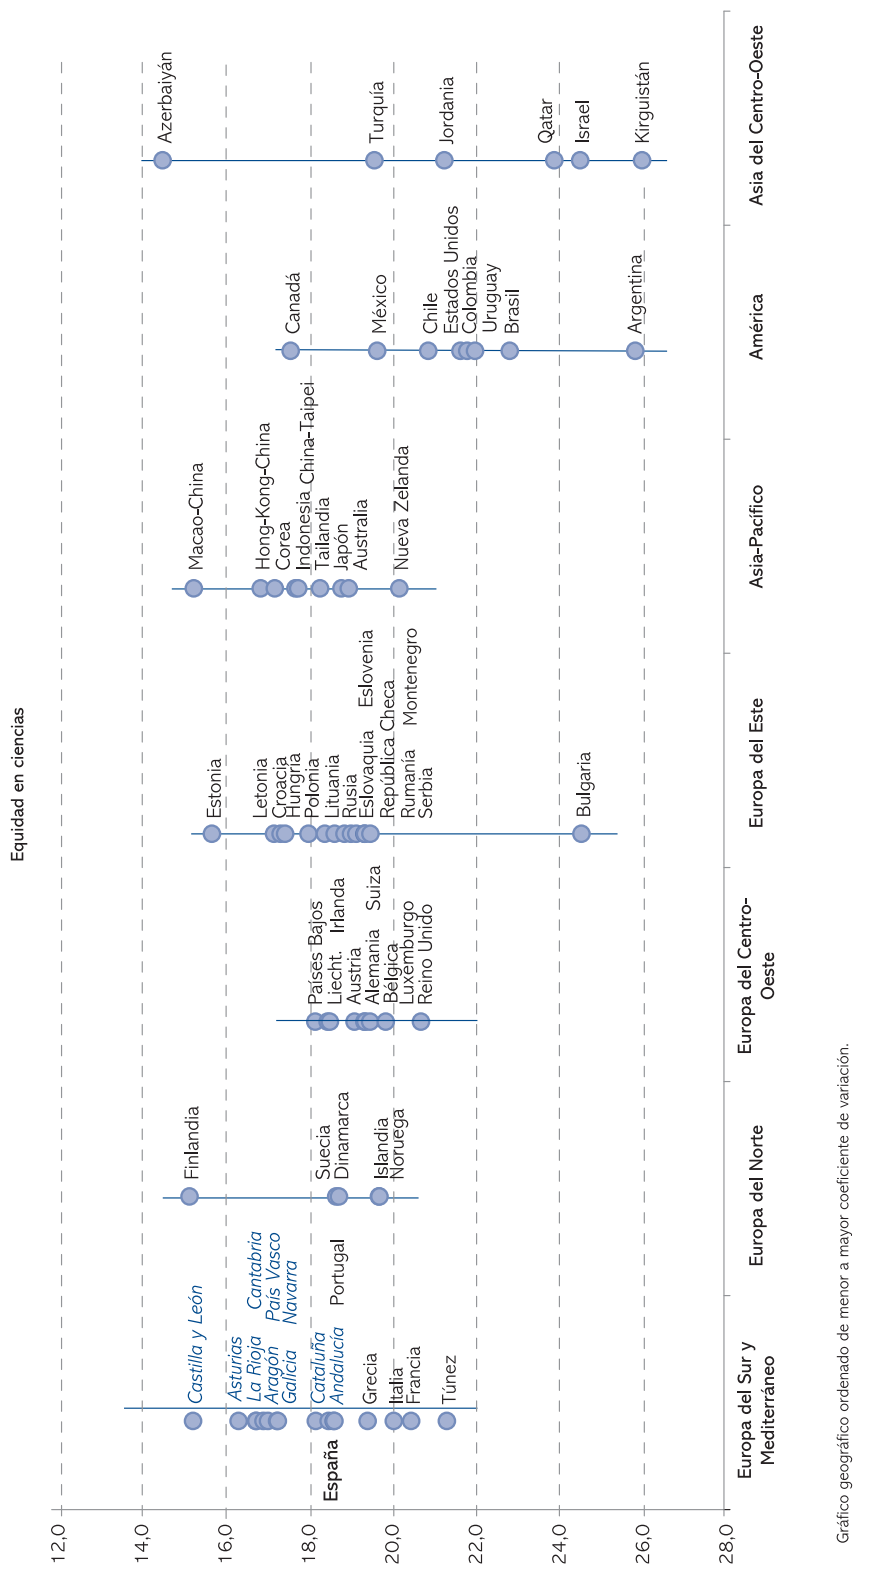 Equidad en ciencias
12,0
14,0
16,0
18,0
20,0
22,0
24,0
26,0
28,0
Castilla y León
Asturias
La Rioja Cantabria
Aragón País Vasco
Galicia Navarra
Cataluña
Andalucía Portugal
España
Grecia
Italia
Francia
Túnez
Europa del Sur y
Mediterráneo
Finlandia
Suecia
Dinamarca
Islandia
Noruega
Europa del Norte
Países Bajos
Liecht. Irlanda
Austria
Alemania Suiza
Bélgica
Luxemburgo
Reino Unido
Europa del Centro-
Oeste
Estonia
Letonia
Croacia
Hungría
Polonia
Lituania
Rusia
Eslovaquia Eslovenia
República Checa
Rumanía Montenegro
Serbia
Bulgaria
Europa del Este
Macao-China
Hong-Kong-China
Corea
Indonesia China-Taipei
Tailandia
Japón
Australia
Nueva Zelanda
Asia-Pacífico
Canadá
México
Chile
Estados Unidos
Colombia
Uruguay
Brasil
Argentina
América
Azerbaiyán
Turquía
Jordania
Qatar
Israel
Kirguistán
Asia del Centro-Oeste
Gráfico geográfico ordenado de menor a mayor coeficiente de variación.